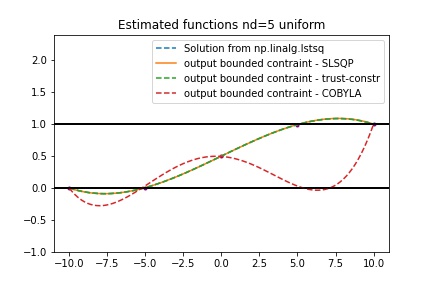 Estimated functions nd=5 uniform
Solution from np.linalg.lstsq
output bounded contraint - SLSQP
output bounded contraint - trust-constr
output bounded contraint - COBYLA
2.0
1.5
1.0
0.5
0.0
−0.5
−1.0
−10.0 −7.5 −5.0 −2.5 0.0 2.5 5.0 7.5 10.0